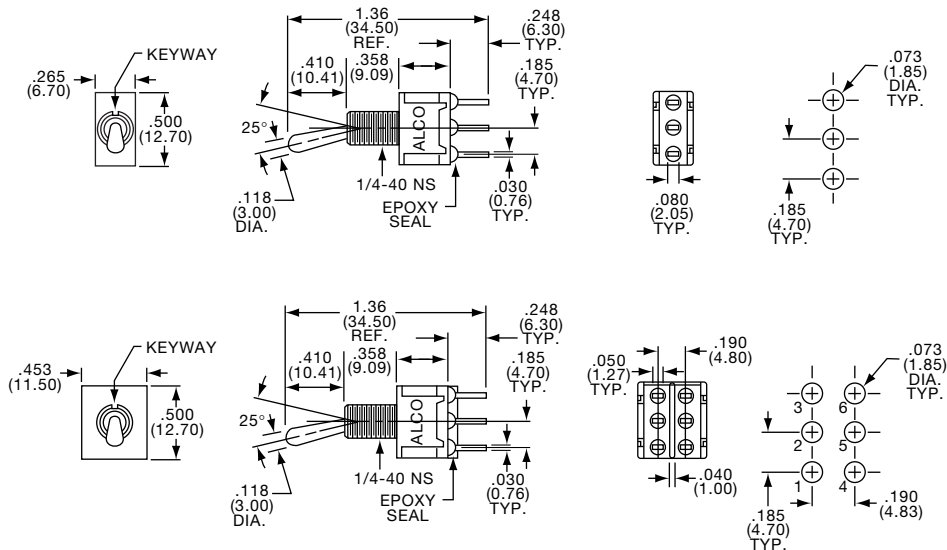 KEYWAY
.265
(6.70)
.500
(12.70)
1.36
(34.50)
REF.
.248
(6.30)
TYP.
.410
(10.41)
.358
(9.09)
.185
(4.70)
TYP.
25°
ALCO
.118
(3.00)
DIA.
1/4-40 NS
EPOXY
SEAL
.030
(0.76)
TYP.
.080
(2.05)
TYP.
.073
(1.85)
DIA.
TYP.
.185
(4.70)
TYP.
KEYWAY
.453
(11.50)
.500
(12.70)
1.36
(34.50)
REF.
.248
(6.30)
TYP.
.410
(10.41)
.358
(9.09)
.185
(4.70)
TYP.
25°
ALCO
.118
(3.00)
DIA.
1/4-40 NS
EPOXY
SEAL
.030
(0.76)
TYP.
.050
(1.27)
TYP.
.190
(4.80)
.040
(1.00)
.073
(1.85)
DIA.
TYP.
3 6
2 5
1 4
.185
(4.70)
TYP.
.190
(4.83)